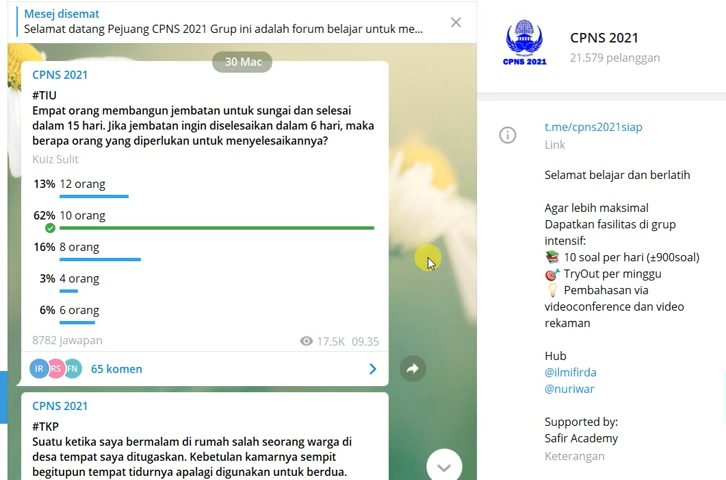 Mesej disemat
Selamat datang Pejuang CPNS 2021 Grup ini adalah forum belajar untuk me...
30 Mac
CPNS 2021
#TIU
Empat orang membangun jembatan untuk sungai dan selesai
dalam 15 hari. Jika jembatan ingin diselesaikan dalam 6 hari, maka
berapa orang yang diperlukan untuk menyelesaikannya?
Kuiz Sulit
13% 12 orang
62% 10 orang
16% 8 orang
3% 4 orang
6% 6 orang
8782 jawapan
17.5K 09.35
IR RS FN 65 komen
CPNS 2021
#TKP
Suatu ketika saya bermalam di rumah salah seorang warga di
desa tempat saya ditugaskan. Kebetulan kamarnya sempit
begitupun tempat tidurnya apalagi digunakan untuk berdua.
CPNS 2021
CPNS 2021
21.579 pelanggan
t.me/cpns2021siap
Link
Selamat belajar dan berlatih
Agar lebih maksimal
Dapatkan fasilitas di grup
intensif:
📚 10 soal per hari (±900soal)
🎯 TryOut per minggu
💡 Pembahasan via
videoconference dan video
rekaman
Hub
@ilmifirda
@nuriwar
Supported by:
Safir Academy
Keterangan